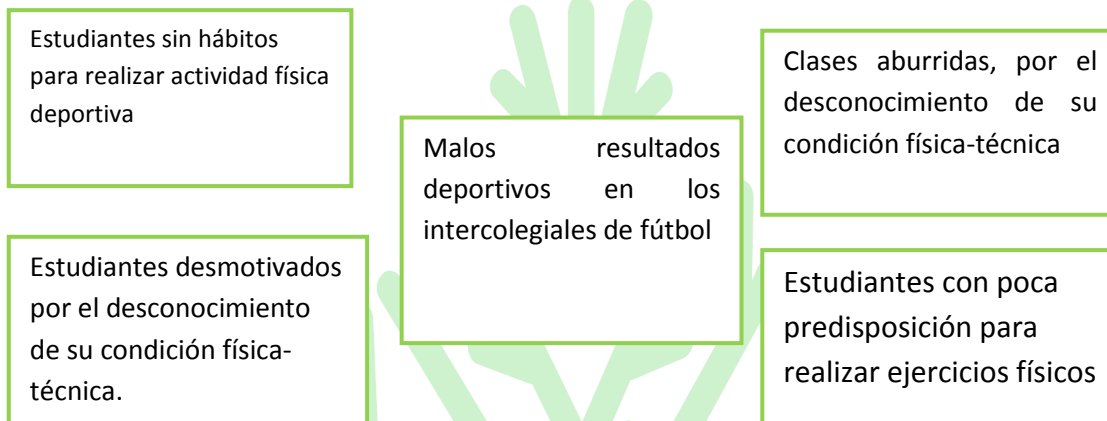 Estudiantes sin hábitos
para realizar actividad física
deportiva
Estudiantes desmotivados
por el desconocimiento
de su condición física-
técnica.
Malos resultados
deportivos en los
intercolegiales de fútbol
Clases aburridas, por el
desconocimiento de su
condición física-técnica
Estudiantes con poca
predisposición para
realizar ejercicios físicos